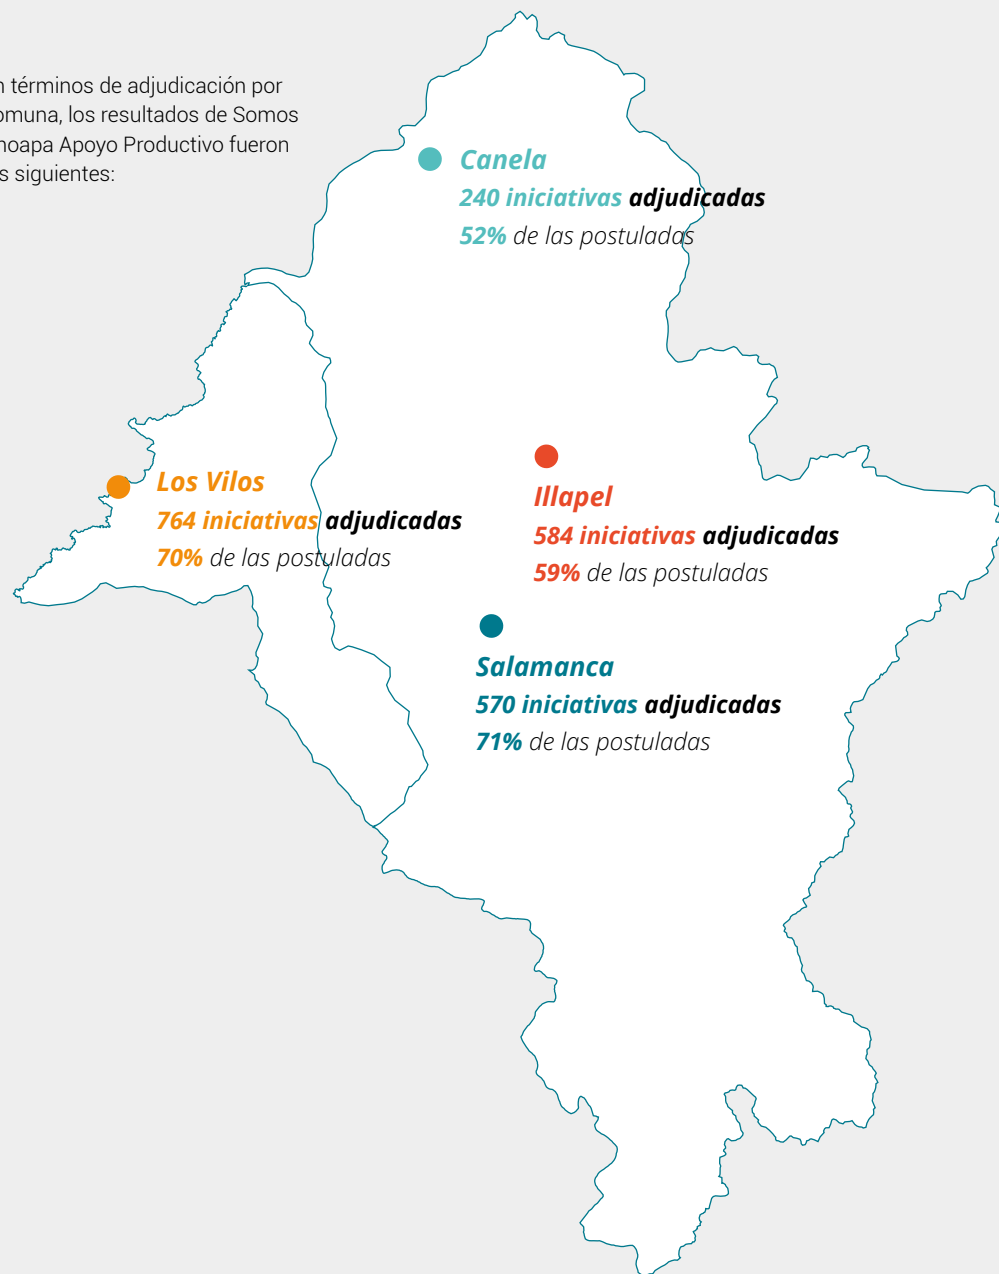 n términos de adjudicación por
omuna, los resultados de Somos
hoapa Apoyo Productivo fueron
s siguientes:
Canela
240 iniciativas adjudicadas
52% de las postuladas
Los Vilos
764 iniciativas adjudicadas
70% de las postuladas
Illapel
584 iniciativas adjudicadas
59% de las postuladas
Salamanca
570 iniciativas adjudicadas
71% de las postuladas